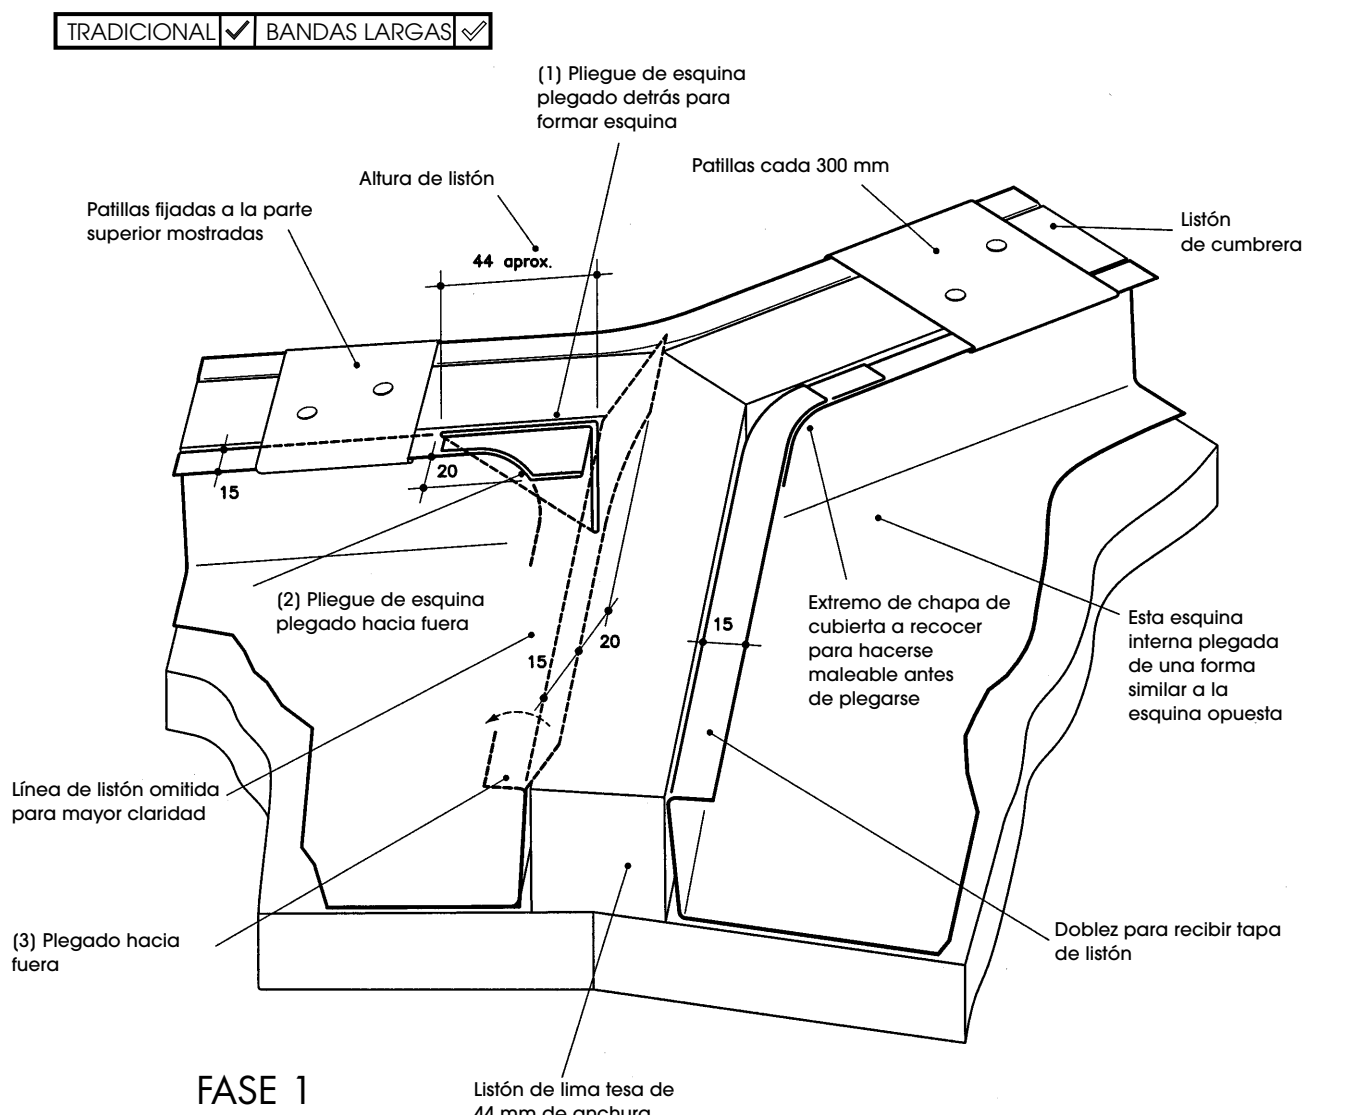 TRADICIONAL BANDAS LARGAS
(1) Pliegue de esquina
plegado detrás para
formar esquina
Altura de listón
Patillas cada 300 mm
Patillas fijadas a la parte
superior mostradas
Listón
de cumbrera
44 aprox.
20
15
(2) Pliegue de esquina
plegado hacia fuera
Extremo de chapa de
cubierta a recocer
para hacerse
maleable antes
de plegarse
Esta esquina
interna plegada
de una forma
similar a la
esquina opuesta
15
20
15
Línea de listón omitida
para mayor claridad
(3) Plegado hacia
fuera
Doblez para recibir tapa
de listón
FASE 1
Listón de lima tesa de
44 mm de anchura